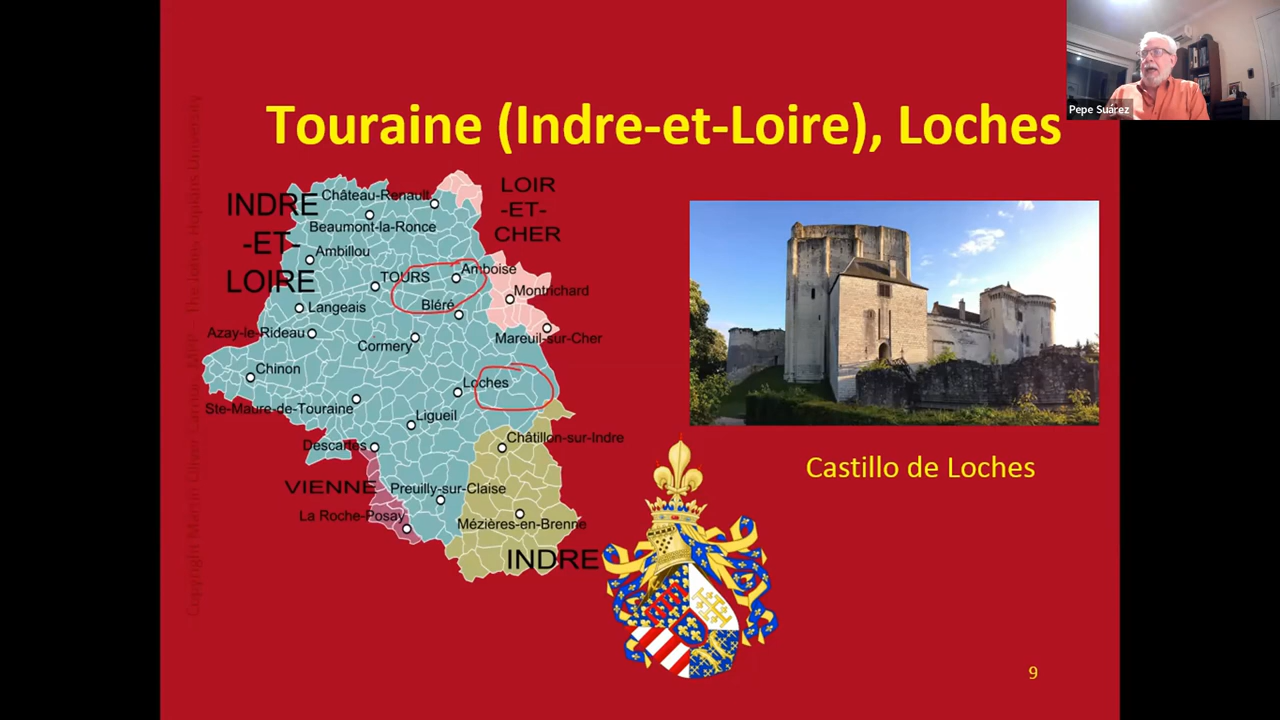 Pepe Suárez
Touraine (Indre-et-Loire), Loches
INDRE
-ET-
LOIRE
LOIR
-ET-
CHER
Château-Renault
Beaumont-la-Ronce
Ambillou
TOURS
Amboise
Montrichard
Langeais
Bléré
Azay-le-Rideau
Cormery
Mareuil-sur-Cher
Chinon
Loches
Ste-Maure-de-Touraine
Ligueil
Descartes
Châtillon-sur-Indre
VIENNE
Preuilly-sur-Claise
La Roche-Posay
Mézières-en-Brenne
INDRE
Castillo de Loches
9